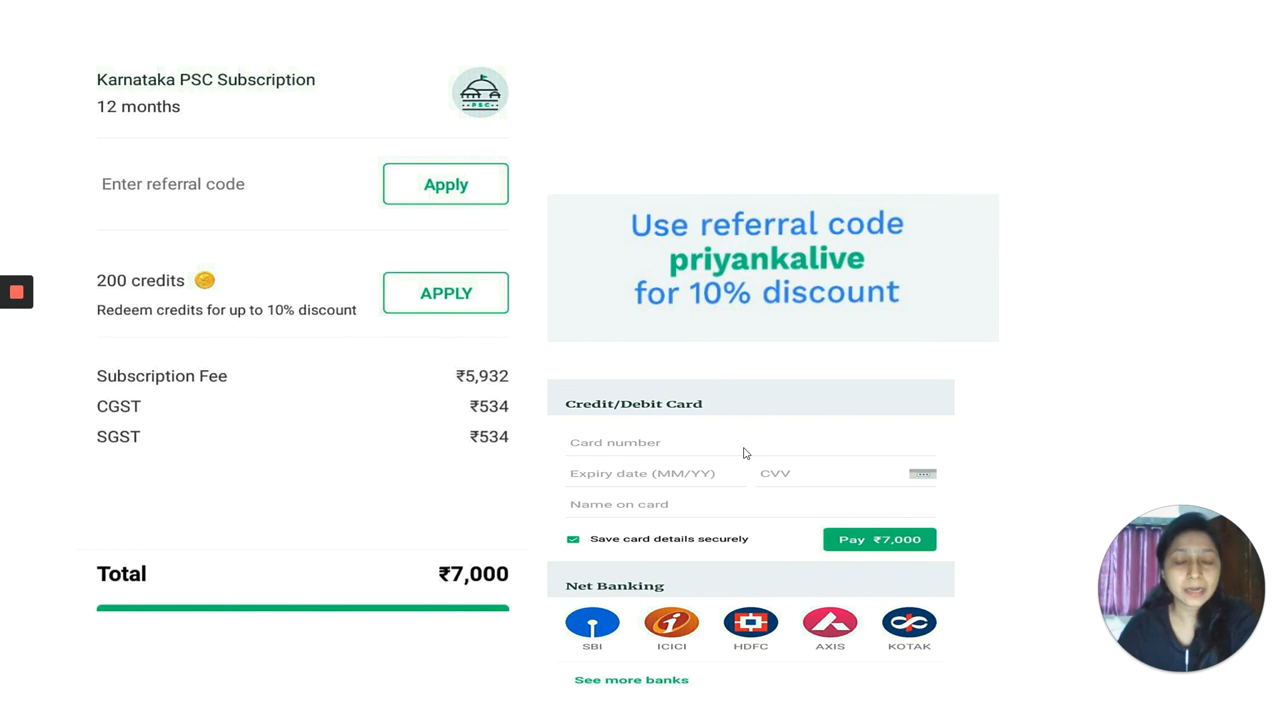 Karnataka PSC Subscription
12 months
PSC
Enter referral code
Apply
200 credits
Redeem credits for up to 10% discount
APPLY
Subscription Fee ₹5,932
CGST ₹534
SGST ₹534
Total ₹7,000
Use referral code
priyankalive
for 10% discount
Credit/Debit Card
Card number
Expiry date (MM/YY) CVV
Name on card
Save card details securely
Pay ₹7,000
Net Banking
SBI ICICI HDFC AXIS KOTAK
See more banks